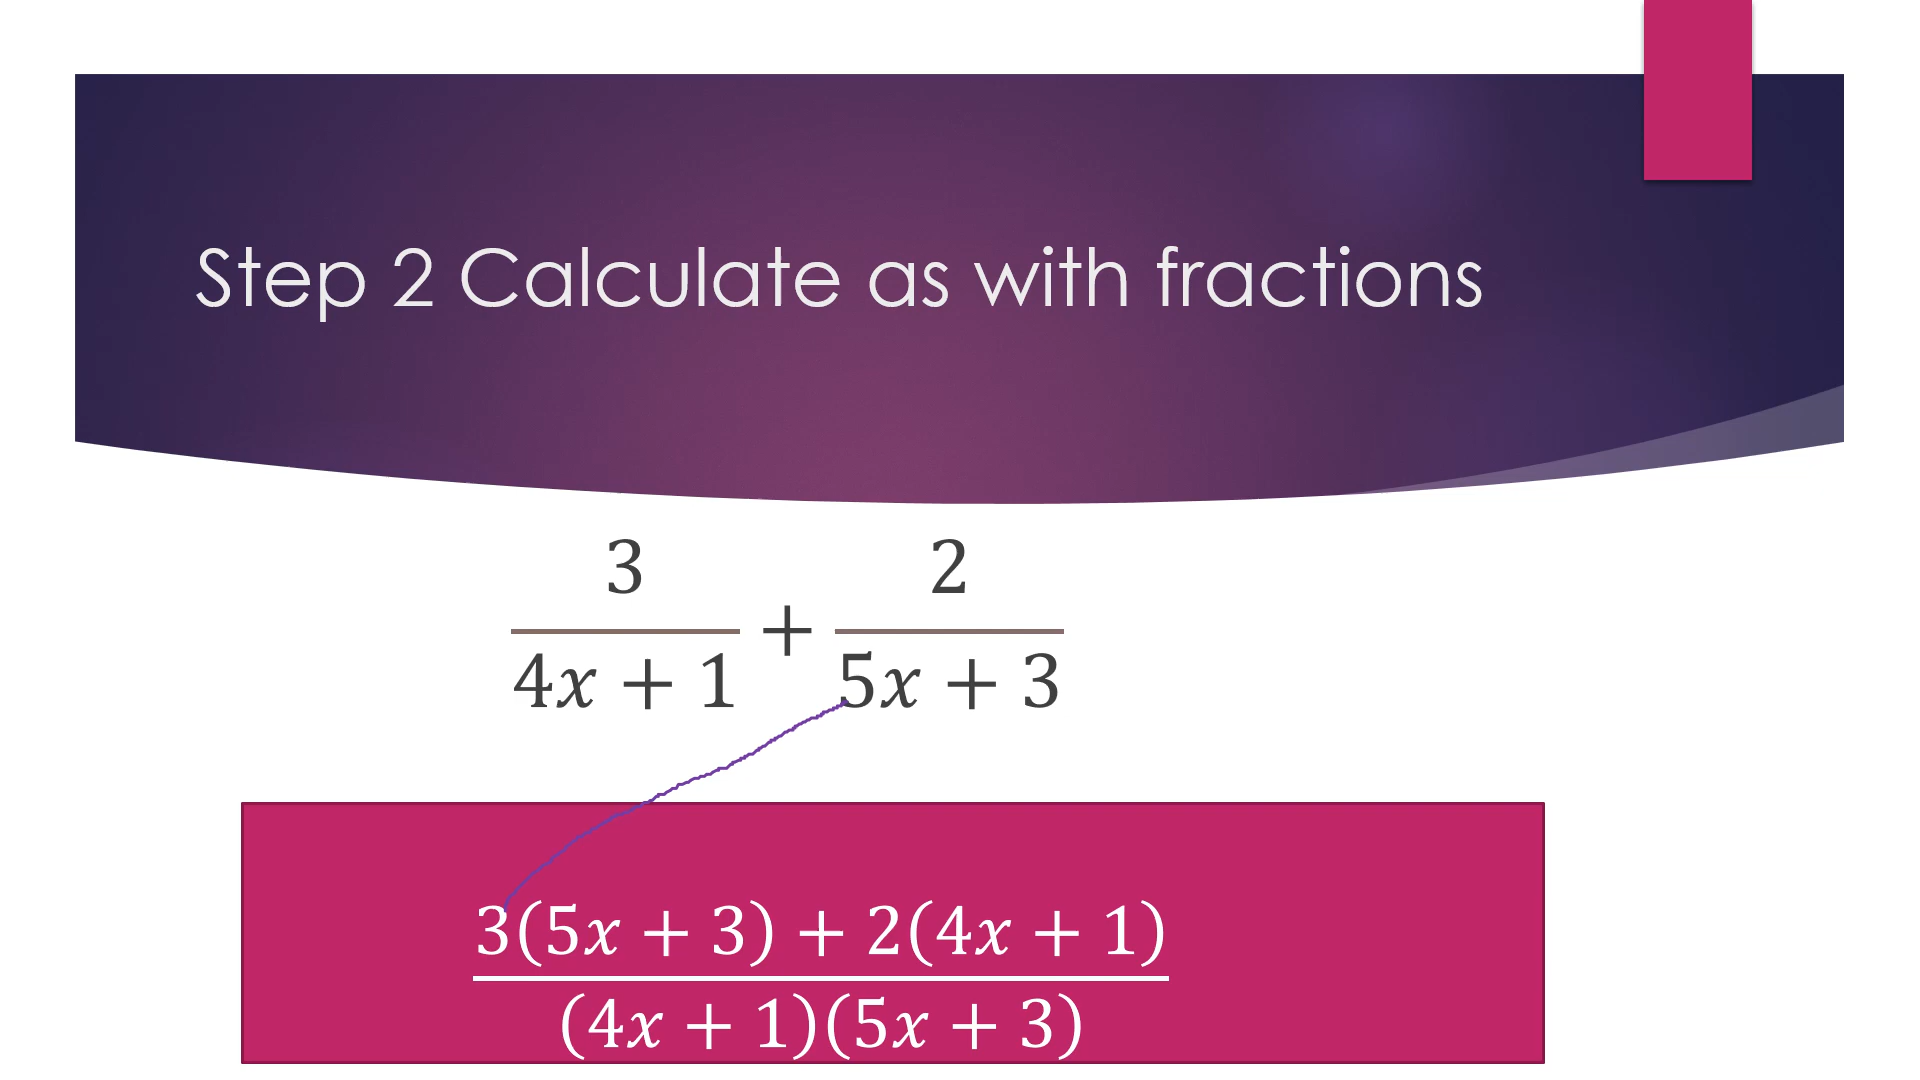 Step 2 Calculate as with fractions
3/(4x + 1) + 2/(5x + 3)
3(5x + 3) + 2(4x + 1)
(4x + 1)(5x + 3)